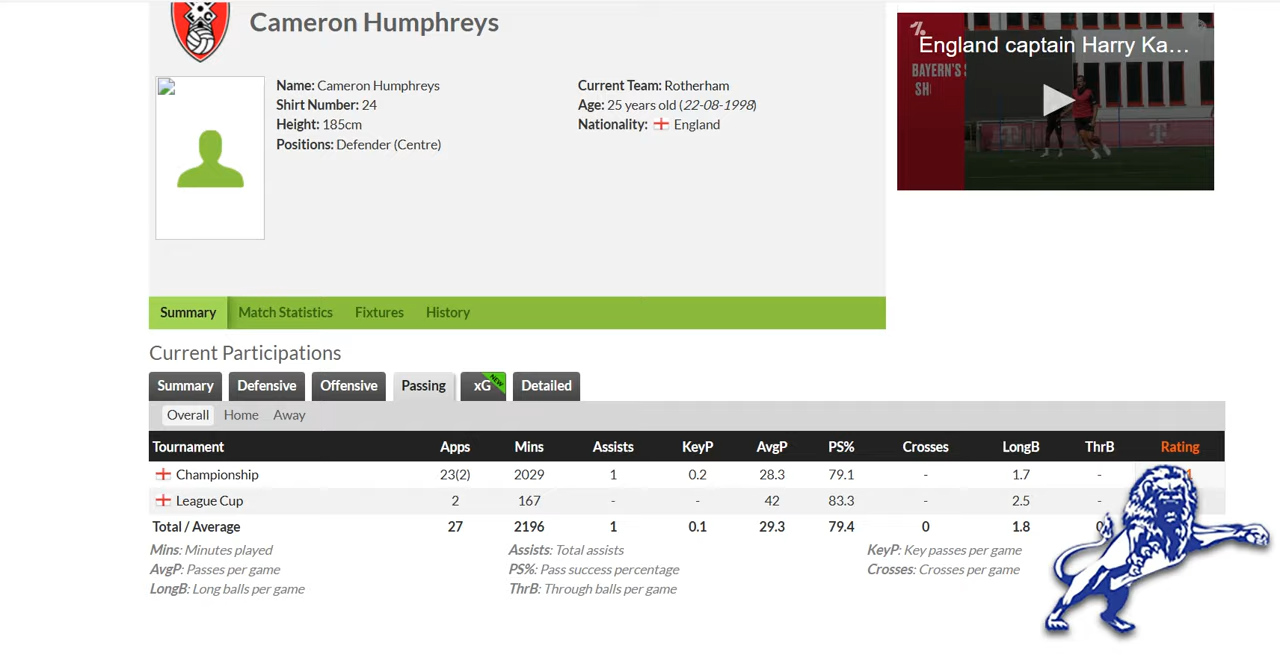 Cameron Humphreys
England captain Harry Ka...
BAYERN'S
SH
Name: Cameron Humphreys
Shirt Number: 24
Height: 185cm
Positions: Defender (Centre)
Current Team: Rotherham
Age: 25 years old (22-08-1998)
Nationality: England
Summary Match Statistics Fixtures History
Current Participations
Summary Defensive Offensive Passing xG NEW Detailed
Overall Home Away
Tournament Apps Mins Assists KeyP AvgP PS% Crosses LongB ThrB Rating
Championship 23(2) 2029 1 0.2 28.3 79.1 - 1.7 -
League Cup 2 167 - - 42 83.3 - 2.5 -
Total / Average 27 2196 1 0.1 29.3 79.4 0 1.8 0
Mins: Minutes played Assists: Total assists KeyP: Key passes per game
AvgP: Passes per game PS%: Pass success percentage Crosses: Crosses per game
LongB: Long balls per game ThrB: Through balls per game